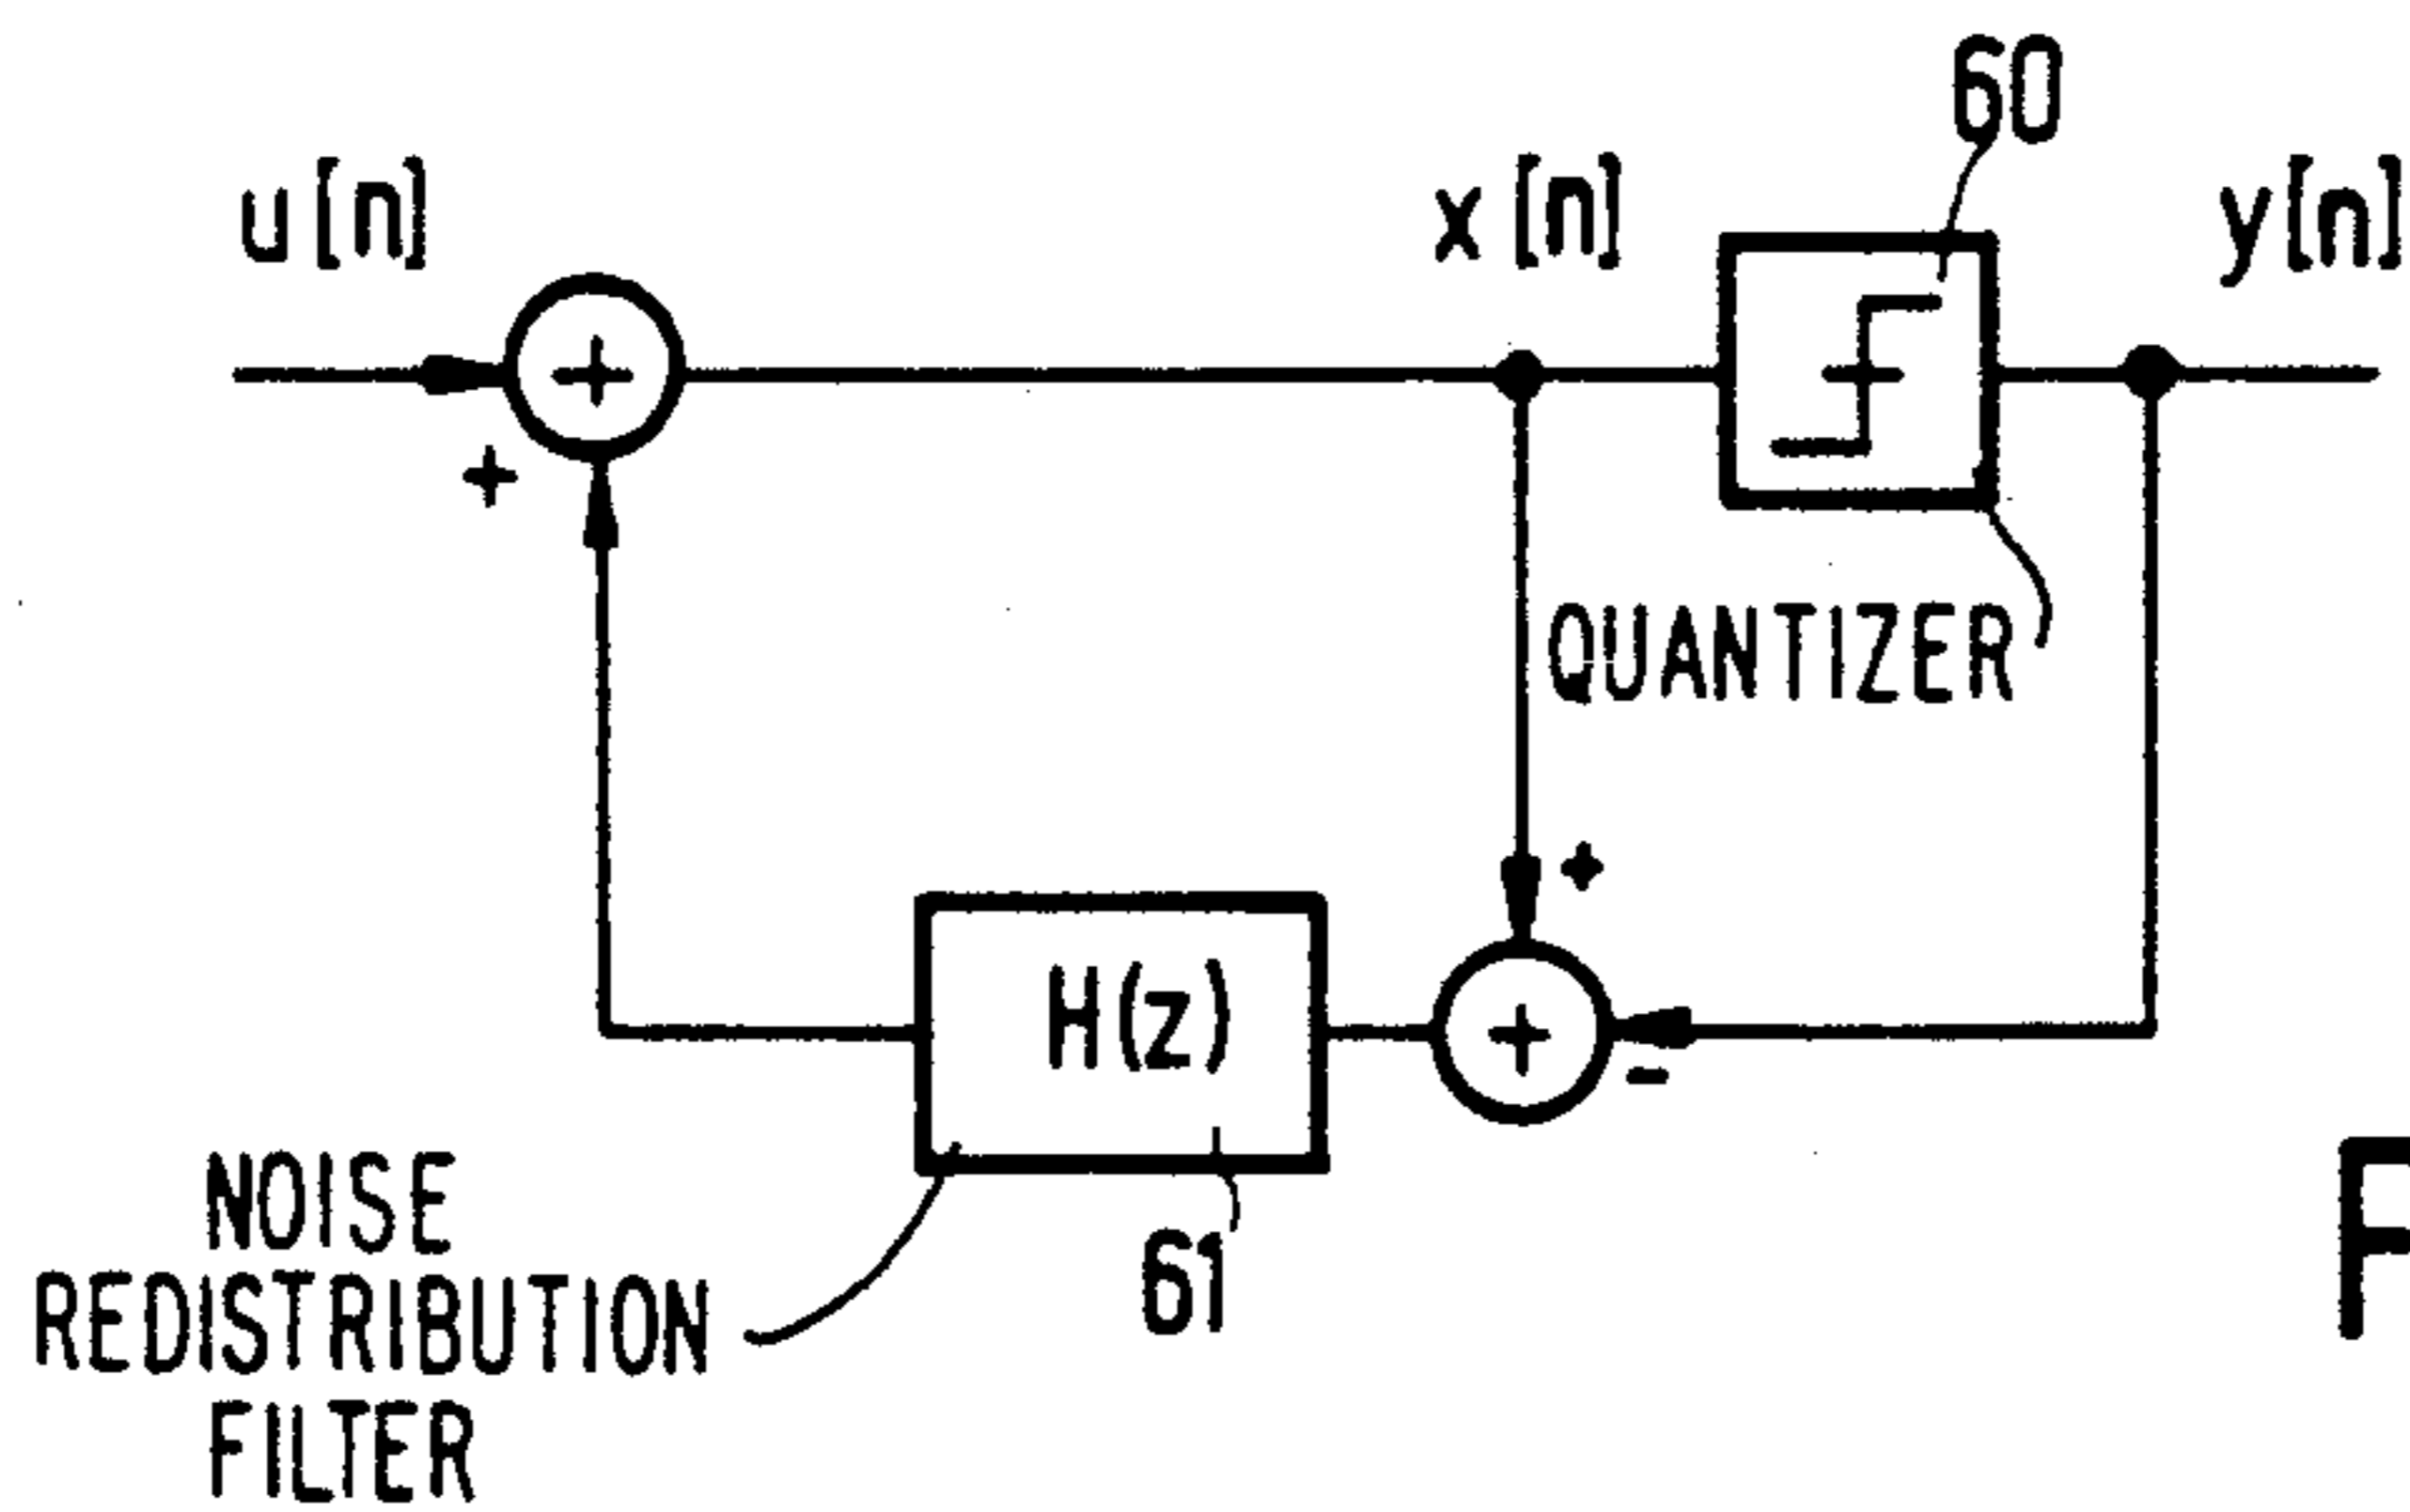 60
u[n]
x[n]
y[n]
+
+
QUANTIZER
+
H(z)
+
-
NOISE
REDISTRIBUTION
FILTER
61
F